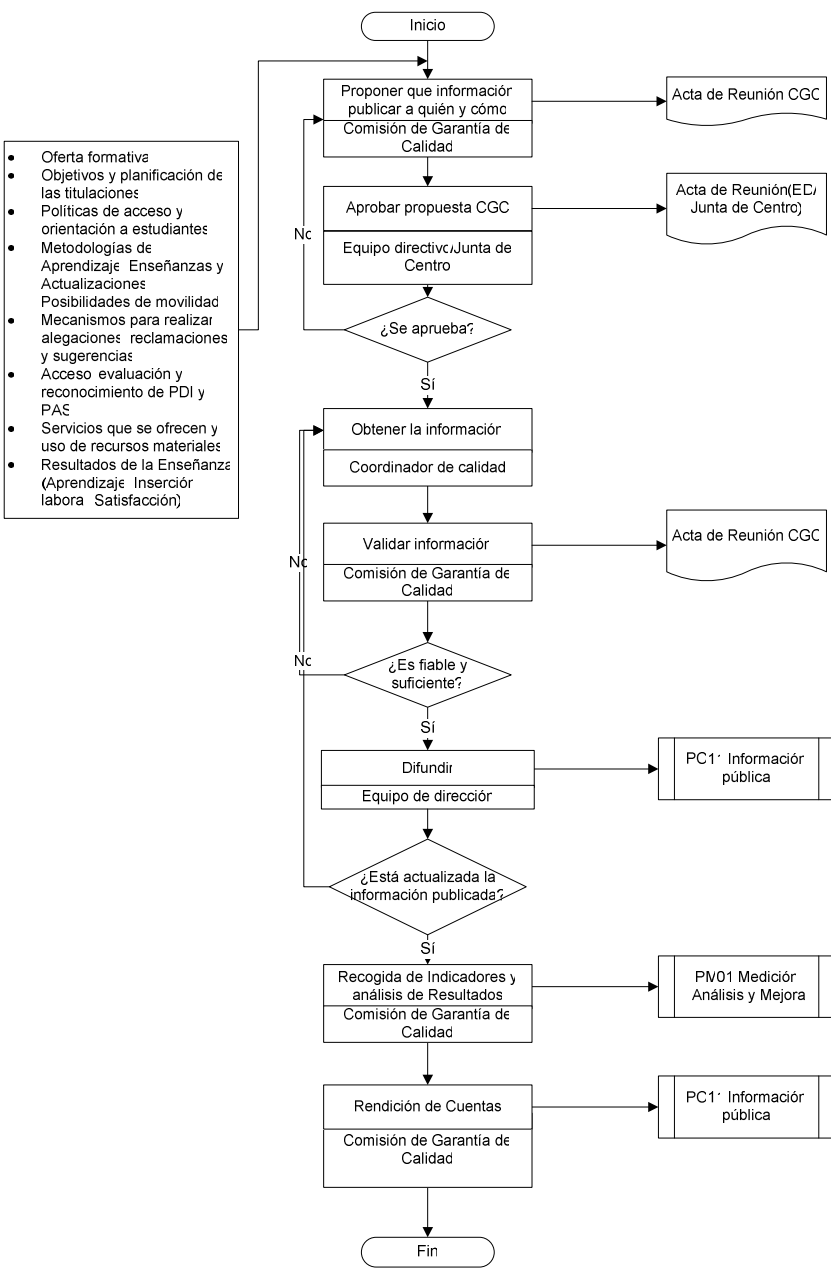 Inicio
Proponer que información
publicar a quién y cómo
Comisión de Garantía de
Calidad
Acta de Reunión CGC
Oferta formativa
Objetivos y planificación de
las titulaciones
Políticas de acceso y
orientación a estudiantes
Metodologías de
Aprendizaje Enseñanzas y
Actualizaciones
Posibilidades de movilidad
Mecanismos para realizar
alegaciones reclamaciones
y sugerencias
Acceso evaluación y
reconocimiento de PDI y
PAS
Servicios que se ofrecen y
uso de recursos materiales
Resultados de la Enseñanza
(Aprendizaje Inserción
labora Satisfacción)
Aprobar propuesta CGC
Equipo directivo/Junta de
Centro
Acta de Reunión(ED/
Junta de Centro)
No
¿Se aprueba?
Sí
Obtener la información
Coordinador de calidad
Validar información
Comisión de Garantía de
Calidad
Acta de Reunión CGC
No
¿Es fiable y
suficiente?
No
Sí
Difundir
Equipo de dirección
PC11 Información
pública
¿Está actualizada la
información publicada?
Sí
Recogida de Indicadores y
análisis de Resultados
Comisión de Garantía de
Calidad
PM01 Medición
Análisis y Mejora
Rendición de Cuentas
Comisión de Garantía de
Calidad
PC11 Información
pública
Fin